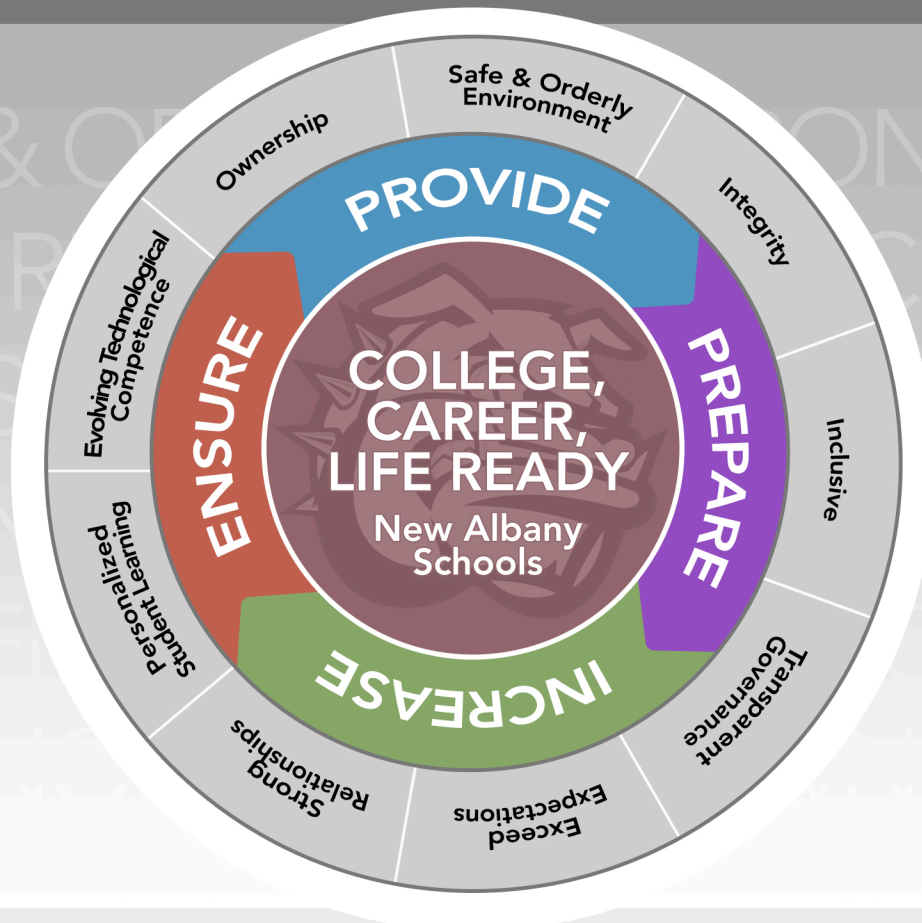 COLLEGE,
CAREER,
LIFE READY
New Albany
Schools
PROVIDE
PREPARE
INCREASE
ENSURE
Safe & Orderly
Environment
Integrity
Inclusive
Transparent
Governance
Exceed
Expectations
Strong
Relationships
Personalized
Student Learning
Evolving Technological
Competence
Ownership